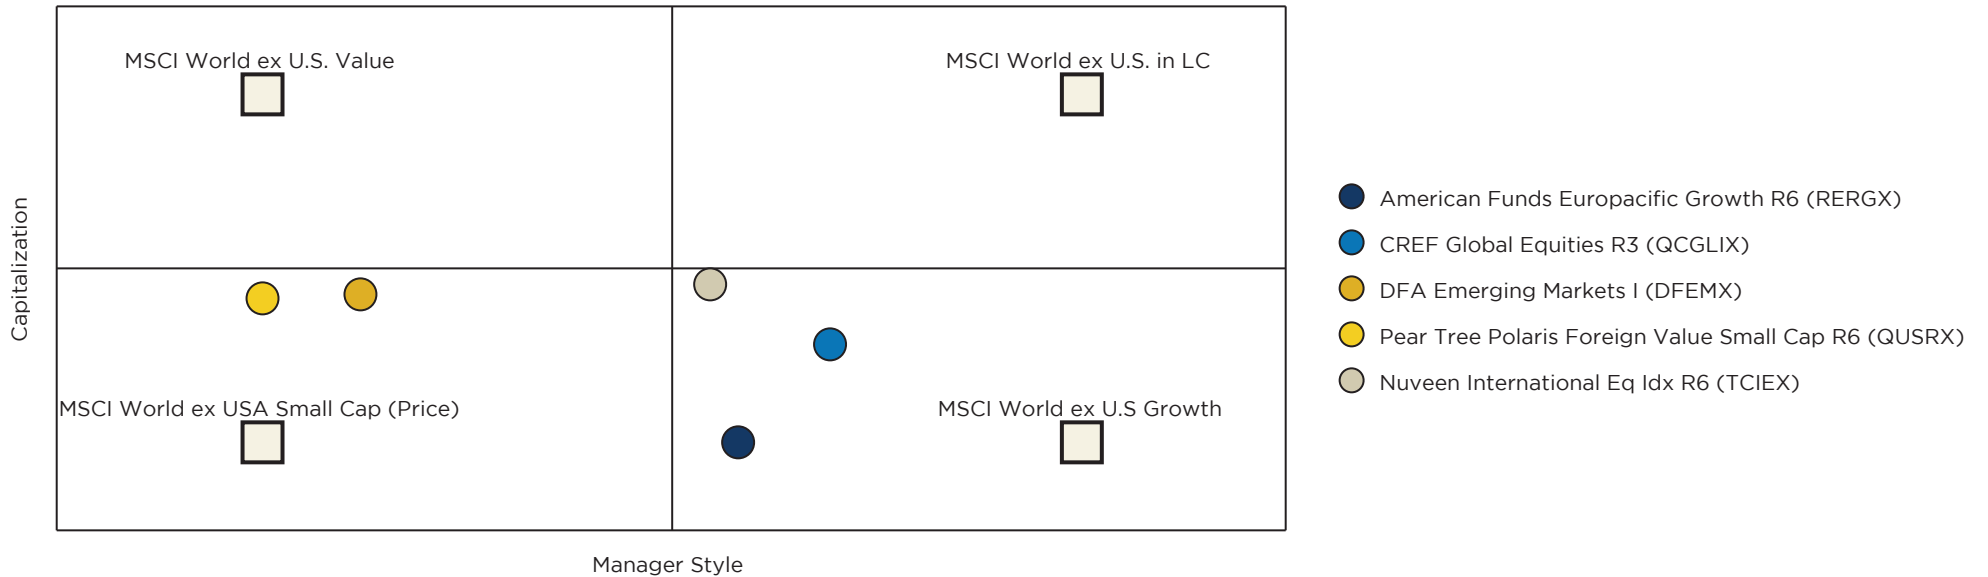 MSCI World ex U.S. Value
MSCI World ex U.S. in LC
Capitalization
American Funds Europacific Growth R6 (RERGX)
CREF Global Equities R3 (QCGLIX)
DFA Emerging Markets I (DFEMX)
Pear Tree Polaris Foreign Value Small Cap R6 (QUSRX)
Nuveen International Eq Idx R6 (TCIEX)
MSCI World ex USA Small Cap (Price)
MSCI World ex U.S Growth
Manager Style